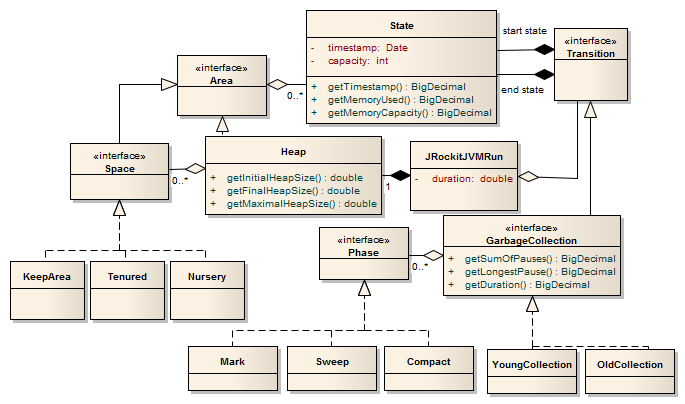 State
- timestamp: Date
- capacity: int
+ getTimestamp() : BigDecimal
+ getMemoryUsed() : BigDecimal
+ getMemoryCapacity() : BigDecimal
start state
end state
«interface»
Transition
«interface»
Area
0..*
«interface»
Space
0..*
Heap
+ getInitialHeapSize() : double
+ getFinalHeapSize() : double
+ getMaximalHeapSize() : double
1
JRockitJVMRun
- duration: double
«interface»
GarbageCollection
+ getSumOfPauses() : BigDecimal
+ getLongestPause() : BigDecimal
+ getDuration() : BigDecimal
«interface»
Phase
0..*
KeepArea
Tenured
Nursery
Mark
Sweep
Compact
YoungCollection
OldCollection